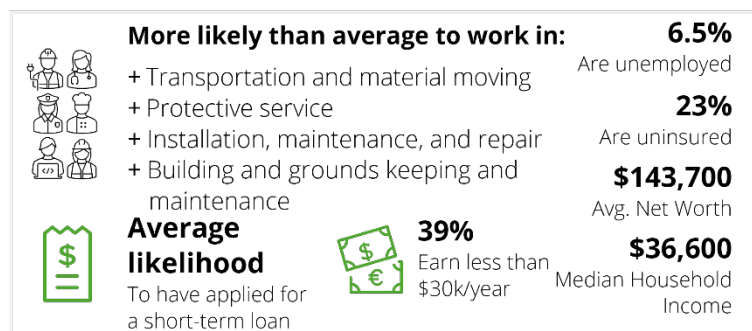 More likely than average to work in:
+ Transportation and material moving
+ Protective service
+ Installation, maintenance, and repair
+ Building and grounds keeping and
maintenance
6.5%
Are unemployed
23%
Are uninsured
$143,700
Avg. Net Worth
$36,600
Median Household
Income
Average
likelihood
To have applied for
a short-term loan
39%
Earn less than
$30k/year
$
</>
$
€